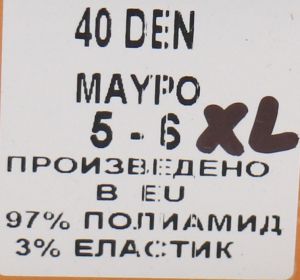 40 DEN
МАУРО
5 - 6 XL
ПРОИЗВЕДЕНО
В EU
97% ПОЛИАМИД
3% ЕЛАСТИК